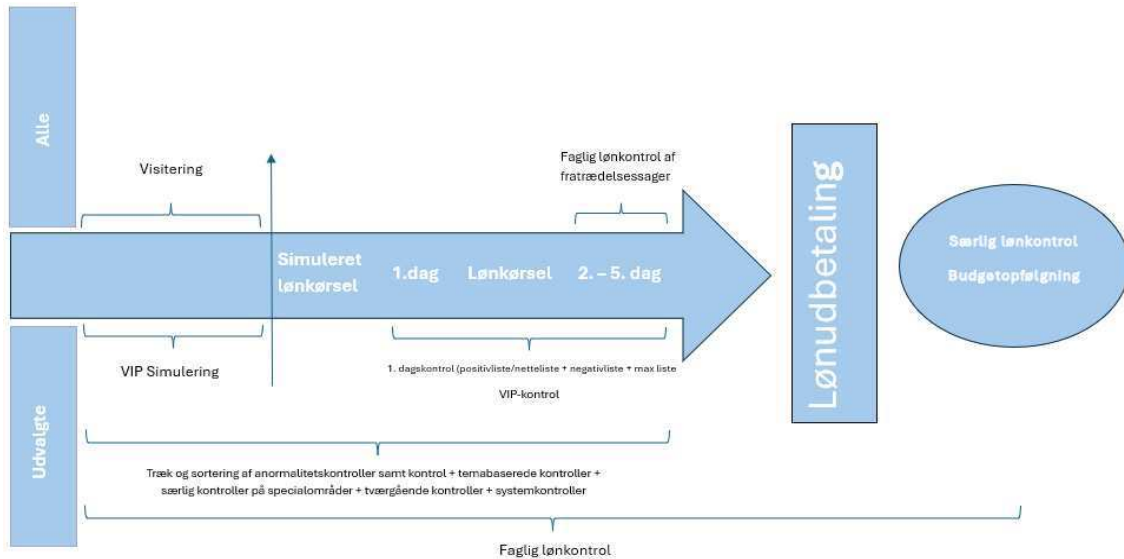 Alle
Visitering
Faglig lønkontrol af
fratrædelsessager
Simuleret
lønkørsel
1.dag
Lønkørsel
2. – 5. dag
Lønudbetaling
Særlig lønkontrol
Budgetopfølgning
VIP Simulering
1. dagskontrol (positivliste/netteliste + negativliste + max liste
VIP-kontrol
Udvalgte
Træk og sortering af anormalitetskontroller samt kontrol + temabaserede kontroller +
særlig kontroller på specialområder + tværgående kontroller + systemkontroller
Faglig lønkontrol